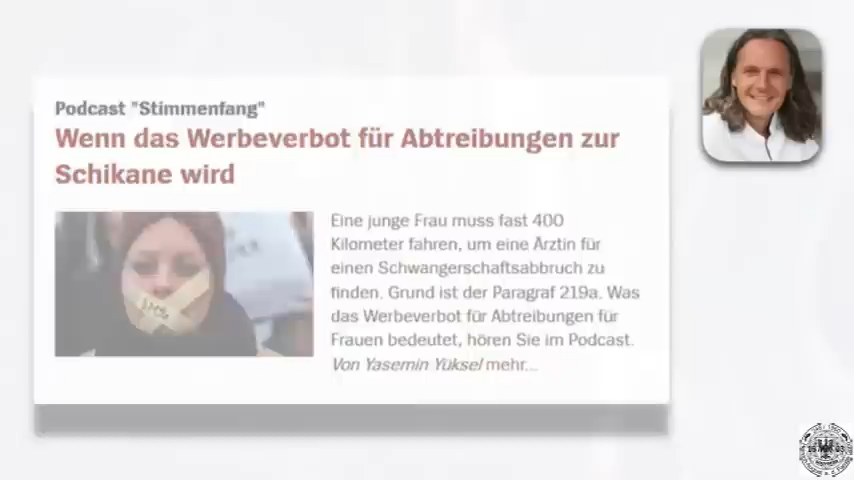 Podcast "Stimmenfang"
Wenn das Werbeverbot für Abtreibungen zur
Schikane wird
Eine junge Frau muss fast 400
Kilometer fahren, um eine Ärztin für
einen Schwangerschaftsabbruch zu
finden. Grund ist der Paragraf 219a. Was
das Werbeverbot für Abtreibungen für
Frauen bedeutet, hören Sie im Podcast.
Von Yasemin Yüksel mehr...